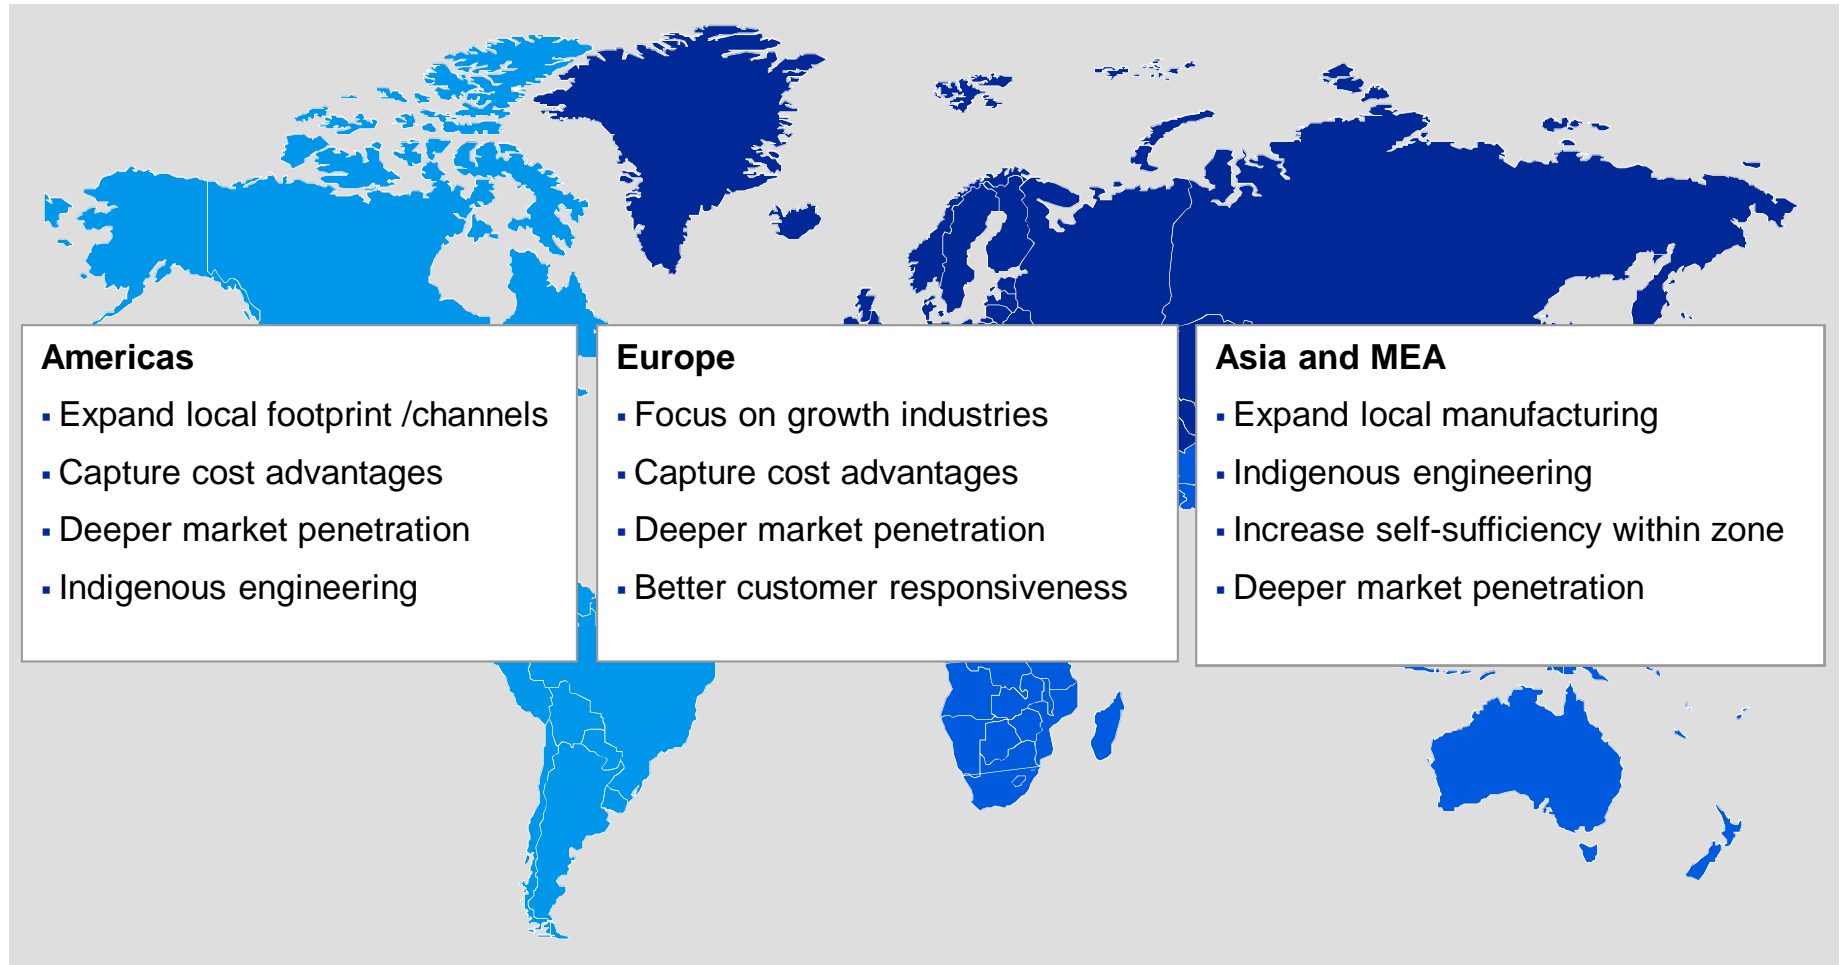 Americas
▪ Expand local footprint /channels
▪ Capture cost advantages
▪ Deeper market penetration
▪ Indigenous engineering
Europe
▪ Focus on growth industries
▪ Capture cost advantages
▪ Deeper market penetration
▪ Better customer responsiveness
Asia and MEA
▪ Expand local manufacturing
▪ Indigenous engineering
▪ Increase self-sufficiency within zone
▪ Deeper market penetration